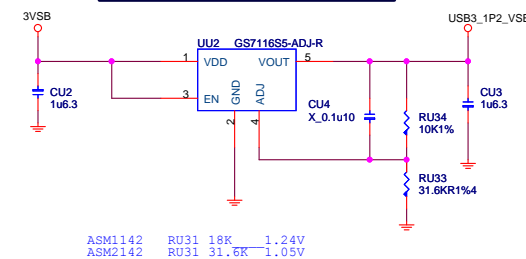 3VSB
USB3_1P2_VSB
UU2 GS7116S5-ADJ-R
1 VDD VOUT 5
3 EN GND ADJ
2 4
CU2
1u6.3
CU4
X_0.1u10
RU34
10K1%
CU3
1u6.3
RU33
31.6KR1%4
ASM1142 RU31 18K____1.24V
ASM2142 RU31 31.6K 1.05V